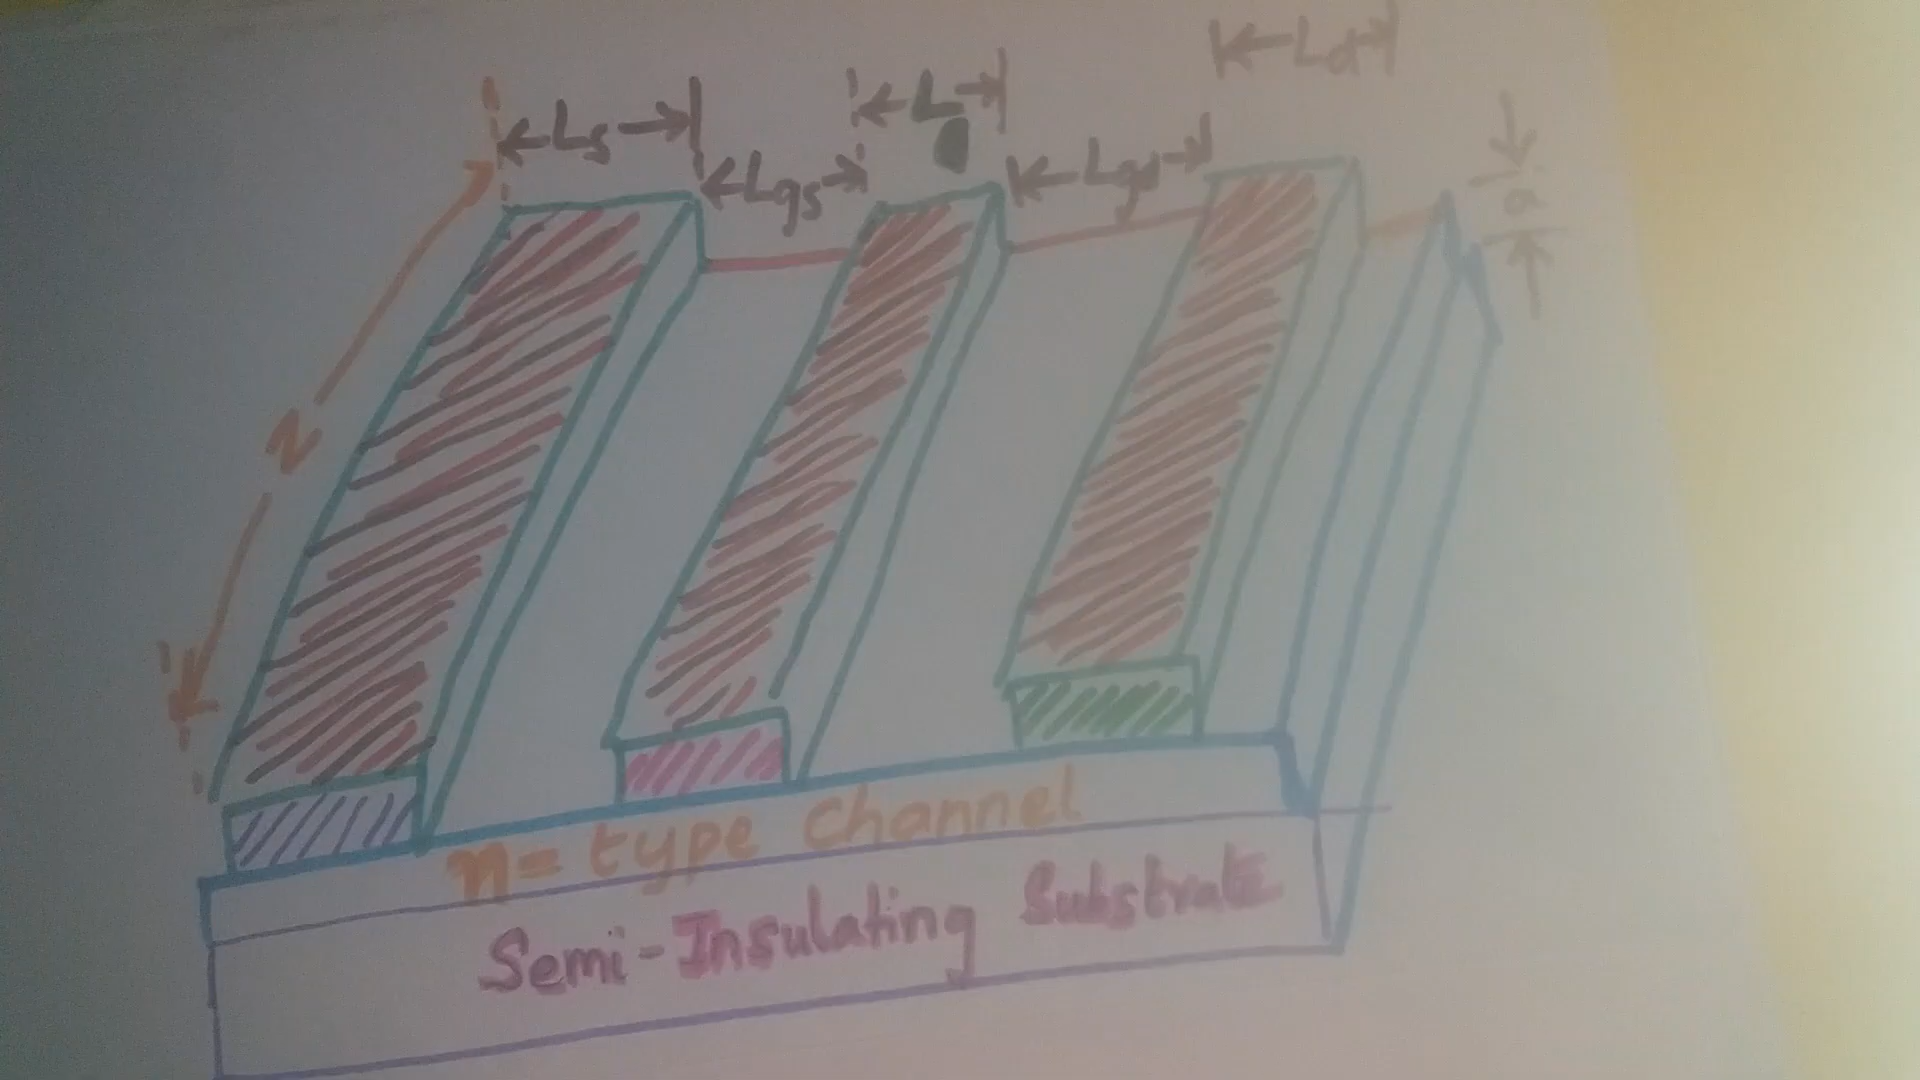 Ls
L
Ld
Lgs
Lgd
a
Z
n= type Channel
Semi-Insulating Substrate